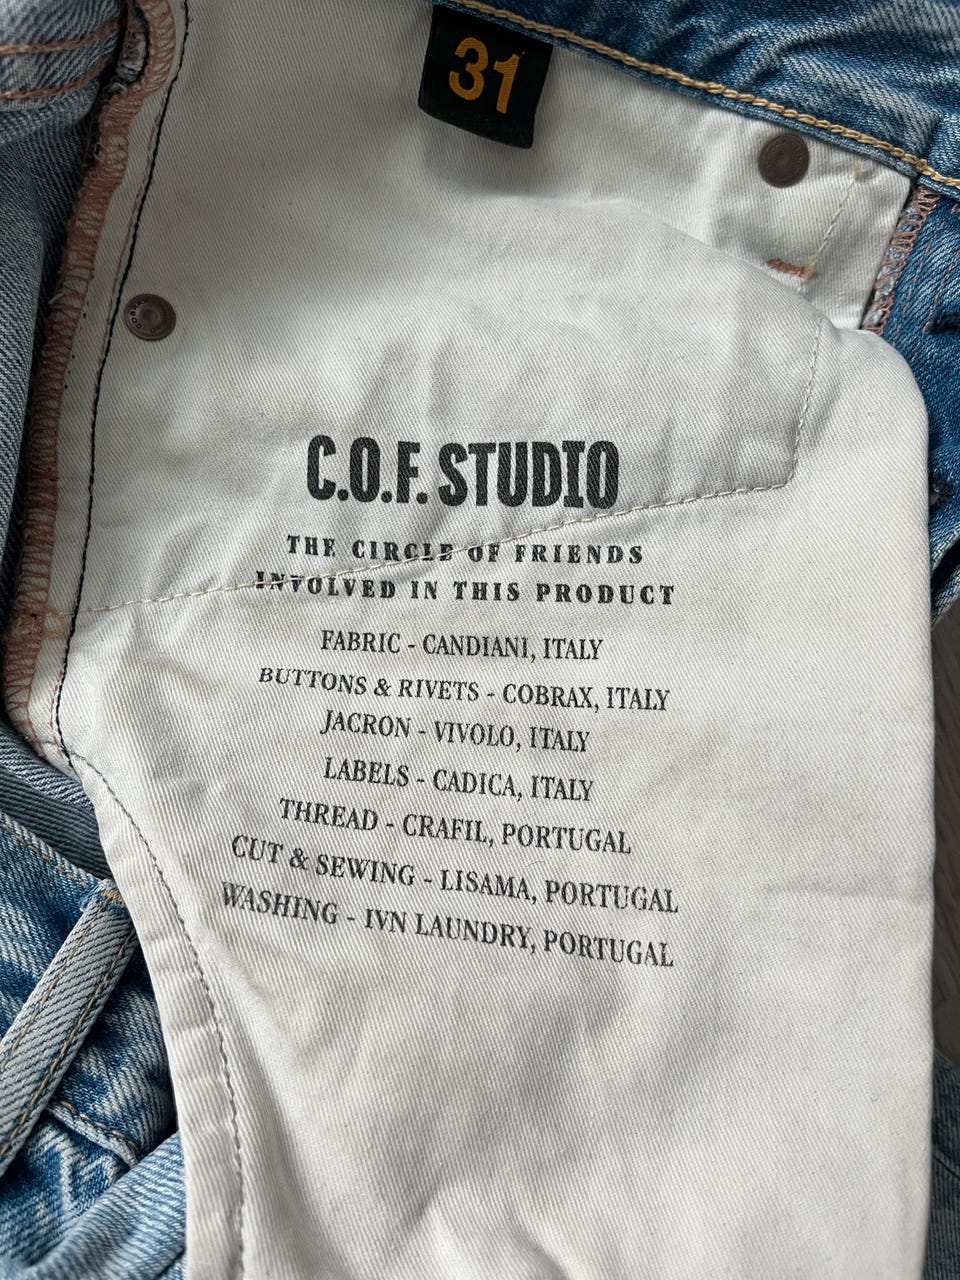 31
C.O.F. STUDIO
THE CIRCLE OF FRIENDS
INVOLVED IN THIS PRODUCT
FABRIC - CANDIANI, ITALY
BUTTONS & RIVETS - COBRAX, ITALY
JACRON - VIVOLO, ITALY
LABELS - CADICA, ITALY
THREAD - CRAFIL, PORTUGAL
CUT & SEWING - LISAMA, PORTUGAL
WASHING - IVN LAUNDRY, PORTUGAL